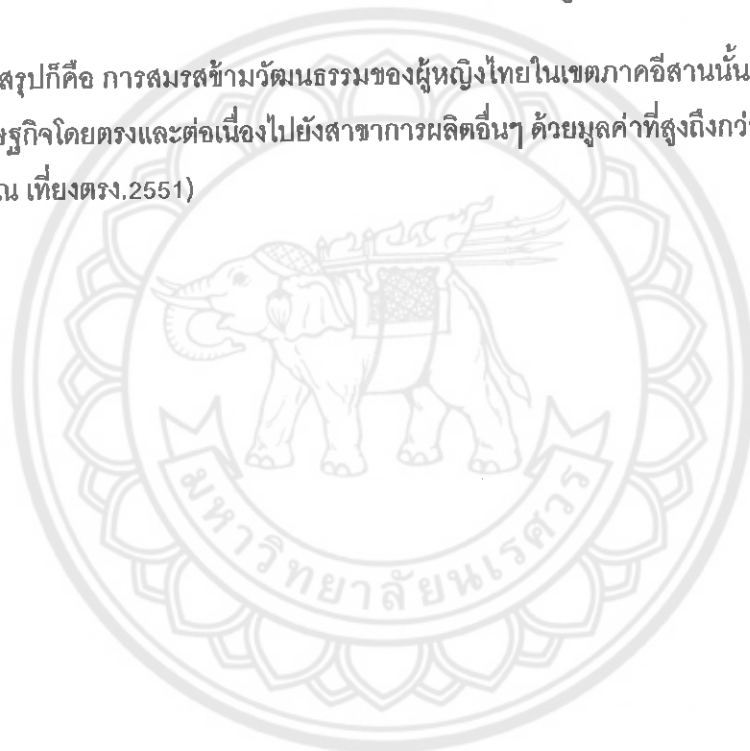 สรุปก็คือ การสมรสข้ามวัฒนธรรมของผู้หญิงไทยในเขตภาคอีสานนั้น
ษฐกิจโดยตรงและต่อเนื่องไปยังสาขาการผลิตอื่นๆ ด้วยมูลค่าที่สูงถึงกว่
ณ เที่ยงตรง.2551)
มหาวิทยาลัยนเรศวร